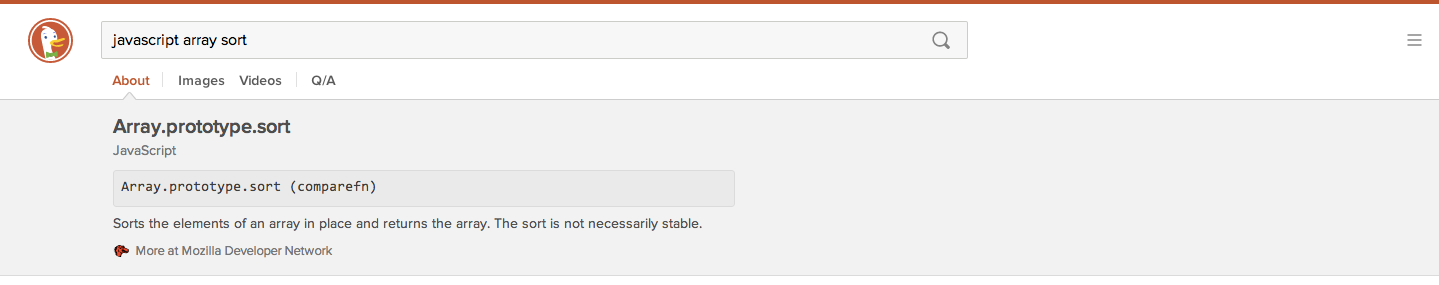 javascript array sort
About Images Videos Q/A
Array.prototype.sort
JavaScript
Array.prototype.sort (comparefn)
Sorts the elements of an array in place and returns the array. The sort is not necessarily stable.
More at Mozilla Developer Network